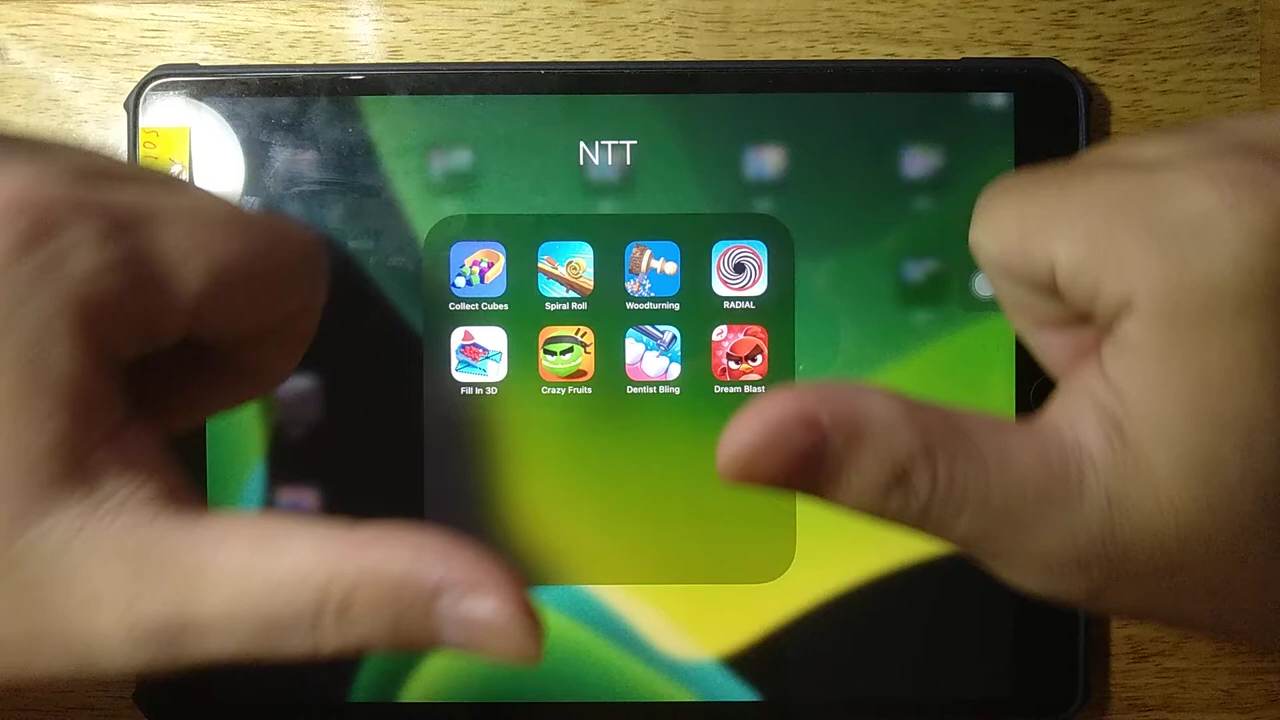 NTT
Collect Cubes
Spiral Roll
Woodturning
RADIAL
Fill In 3D
Crazy Fruits
Dentist Bling
Dream Blast